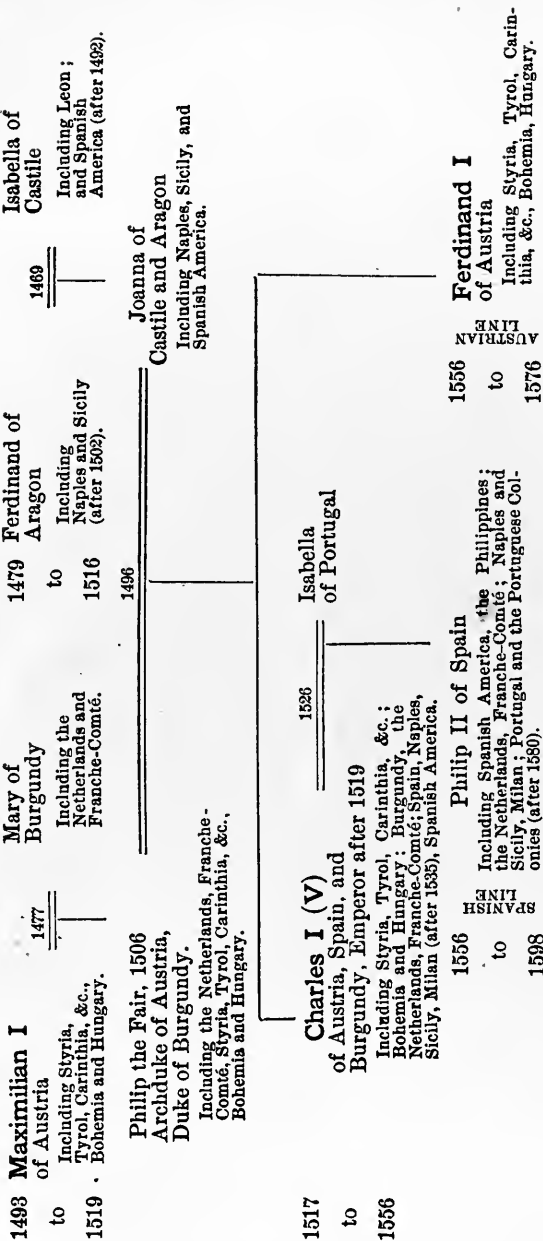 1493 Maximilian I
of Austria
to
Including Styria,
Tyrol, Carinthia, &c.,
1519 . Bohemia and Hungary.
1477
Mary of
Burgundy
Including the
Netherlands and
Franche-Comté.
1479 Ferdinand of
Aragon
to
Including
Naples and Sicily
1516 (after 1502).
1469
Isabella of
Castile
Including Leon ;
and Spanish
America (after 1492).
Philip the Fair, 1506
Archduke of Austria,
Duke of Burgundy.
Including the Netherlands, Franche-
Comté, Styria, Tyrol, Carinthia, &c.,
Bohemia and Hungary.
1496
Joanna of
Castile and Aragon
Including Naples, Sicily, and
Spanish America.
1517
to
1556
Charles I (V)
of Austria, Spain, and
Burgundy, Emperor after 1519
Including Styria, Tyrol, Carinthia, &c. ;
Bohemia and Hungary ; Burgundy, the
Netherlands, Franche-Comté; Spain, Naples,
Sicily, Milan (after 1535), Spanish America.
1526
Isabella
of Portugal
1556
to
1598
SPANISH
LINE
Philip II of Spain
Including Spanish America, the Philippines ;
the Netherlands, Franche-Comté ; Naples and
Sicily, Milan ; Portugal and the Portuguese Col-
onies (after 1580).
1556
to
1576
AUSTRIAN
LINE
Ferdinand I
of Austria
Including Styria, Tyrol, Carin-
thia, &c., Bohemia, Hungary.